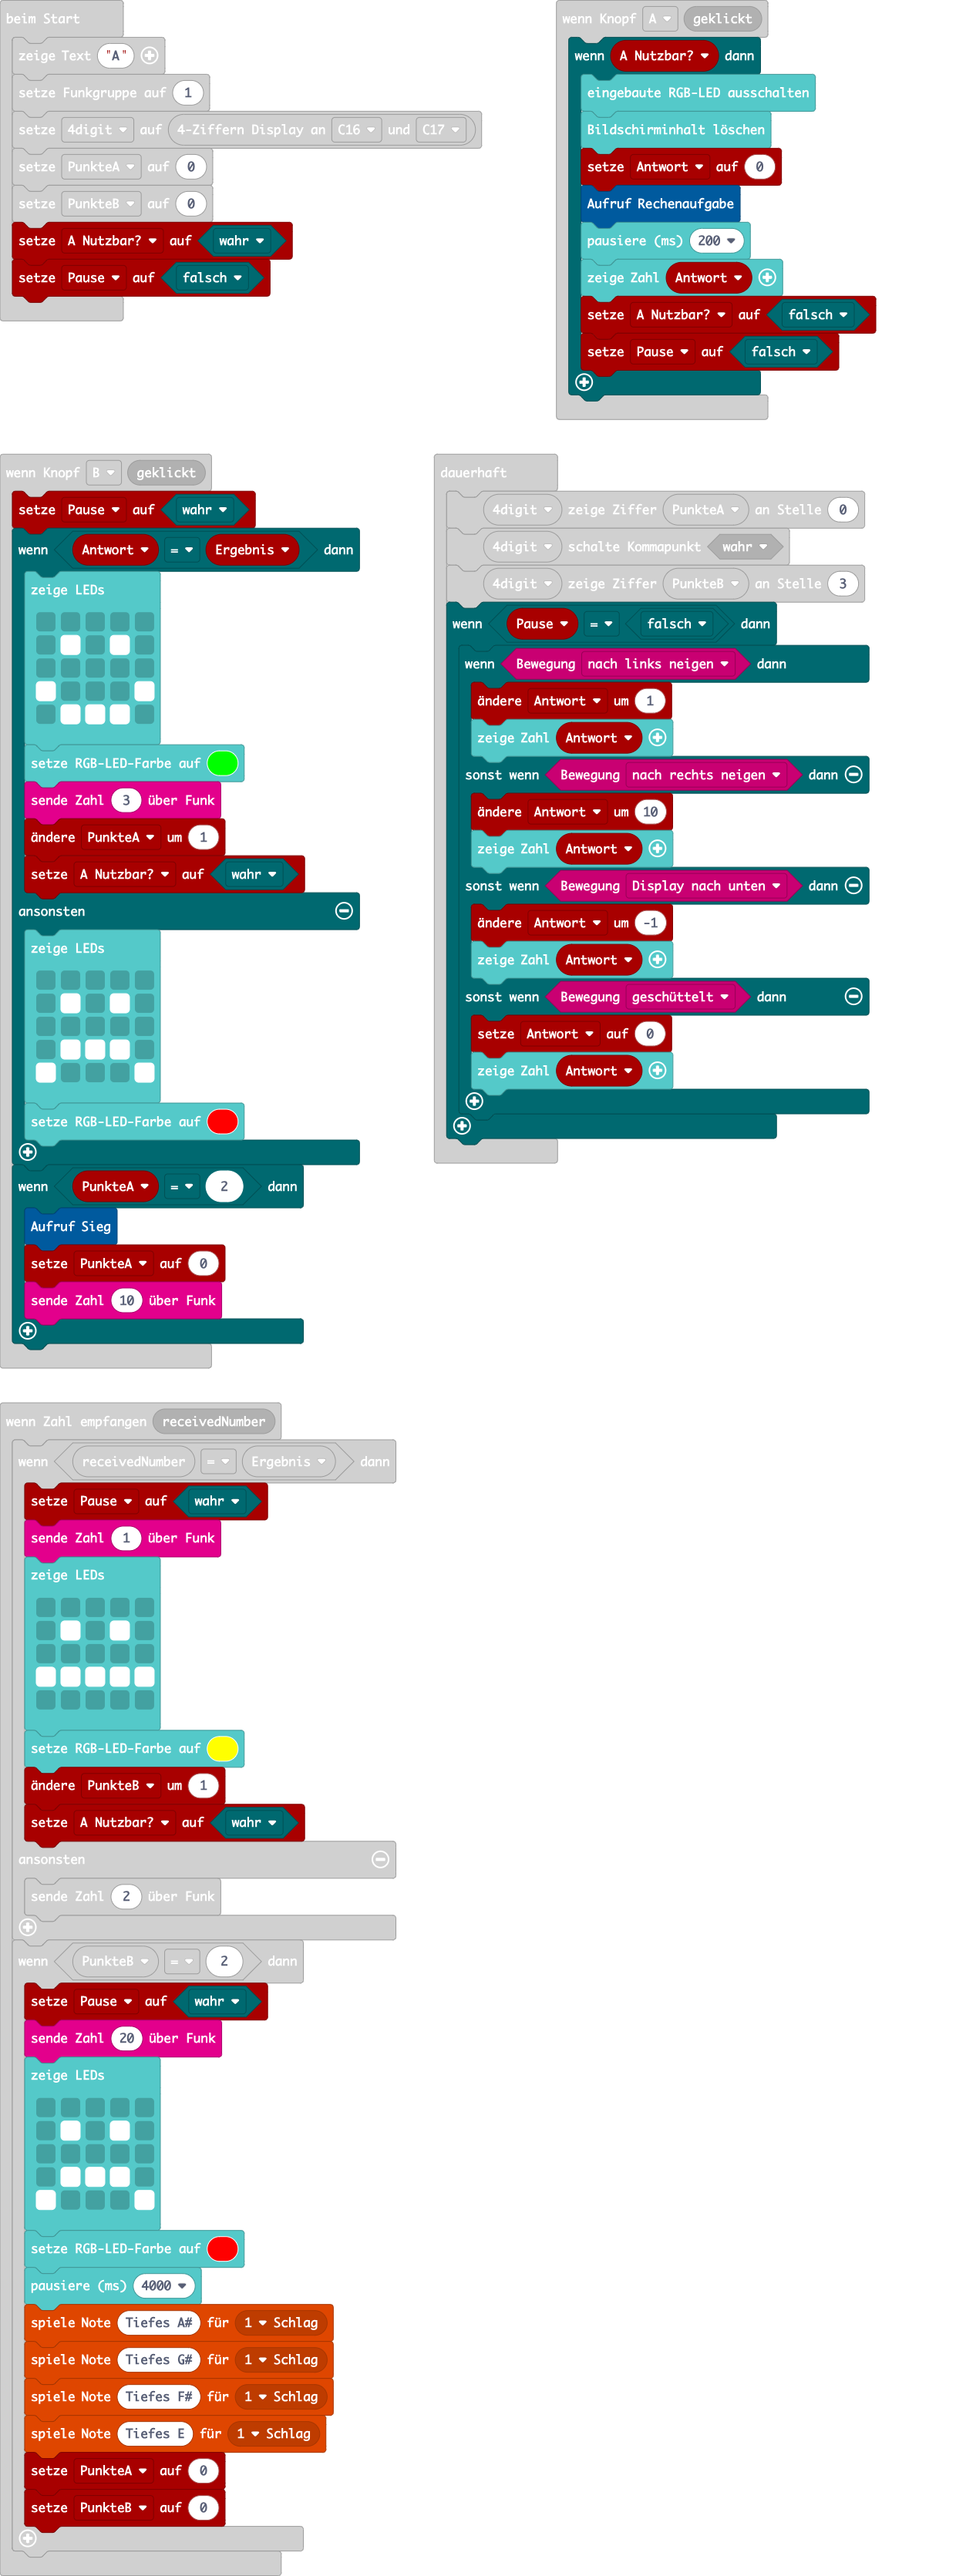 beim Start
zeige Text "A"
setze Funkgruppe auf 1
setze 4digit auf 4-Ziffern Display an C16 und C17
setze PunkteA auf 0
setze PunkteB auf 0
setze A Nutzbar? auf wahr
setze Pause auf falsch
wenn Knopf A geklickt
wenn A Nutzbar? dann
eingebaute RGB-LED ausschalten
Bildschirminhalt löschen
setze Antwort auf 0
Aufruf Rechenaufgabe
pausiere (ms) 200
zeige Zahl Antwort
setze A Nutzbar? auf falsch
setze Pause auf falsch
wenn Knopf B geklickt
setze Pause auf wahr
wenn Antwort = Ergebnis dann
zeige LEDs
setze RGB-LED-Farbe auf
sende Zahl 3 über Funk
ändere PunkteA um 1
setze A Nutzbar? auf wahr
ansonsten
zeige LEDs
setze RGB-LED-Farbe auf
wenn PunkteA = 2 dann
Aufruf Sieg
setze PunkteA auf 0
sende Zahl 10 über Funk
dauerhaft
4digit zeige Ziffer PunkteA an Stelle 0
4digit schalte Kommapunkt wahr
4digit zeige Ziffer PunkteB an Stelle 3
wenn Pause = falsch dann
wenn Bewegung nach links neigen dann
ändere Antwort um 1
zeige Zahl Antwort
sonst wenn Bewegung nach rechts neigen dann
ändere Antwort um 10
zeige Zahl Antwort
sonst wenn Bewegung Display nach unten dann
ändere Antwort um -1
zeige Zahl Antwort
sonst wenn Bewegung geschüttelt dann
setze Antwort auf 0
zeige Zahl Antwort
wenn Zahl empfangen receivedNumber
wenn receivedNumber = Ergebnis dann
setze Pause auf wahr
sende Zahl 1 über Funk
zeige LEDs
setze RGB-LED-Farbe auf
ändere PunkteB um 1
setze A Nutzbar? auf wahr
ansonsten
sende Zahl 2 über Funk
wenn PunkteB = 2 dann
setze Pause auf wahr
sende Zahl 20 über Funk
zeige LEDs
setze RGB-LED-Farbe auf
pausiere (ms) 4000
spiele Note Tiefes A# für 1 Schlag
spiele Note Tiefes G# für 1 Schlag
spiele Note Tiefes F# für 1 Schlag
spiele Note Tiefes E für 1 Schlag
setze PunkteA auf 0
setze PunkteB auf 0